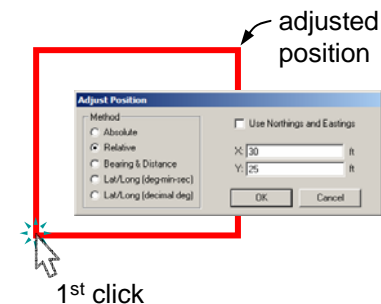 adjusted
position
Adjust Position
Method
Absolute
Relative
Bearing & Distance
Lat/Long (deg-min-sec)
Lat/Long (decimal deg)
Use Northings and Eastings
X: 30 ft
Y: 25 ft
OK Cancel
1st click